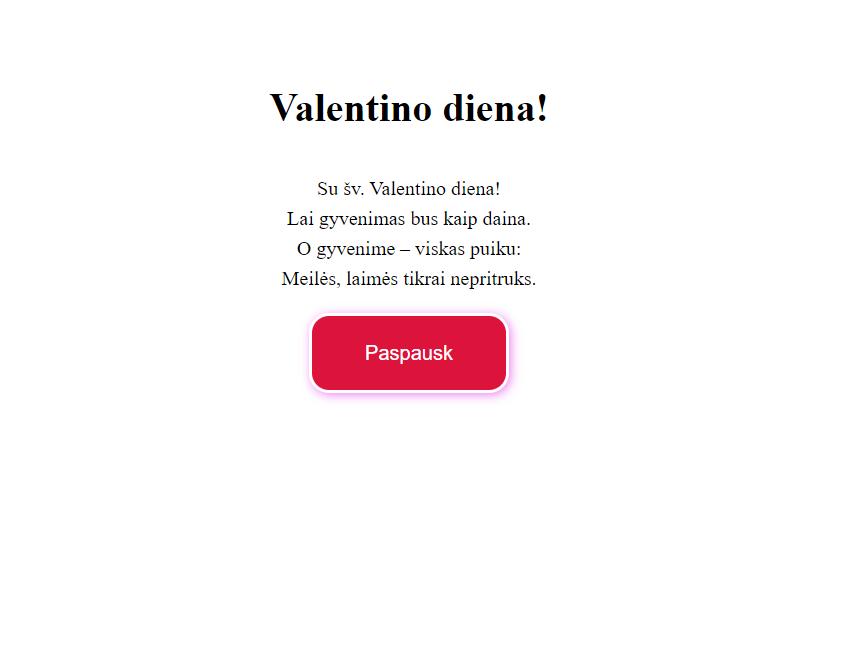 Valentino diena!
Su šv. Valentino diena!
Lai gyvenimas bus kaip daina.
O gyvenime – viskas puiku:
Meilės, laimės tikrai nepritruks.
Paspausk